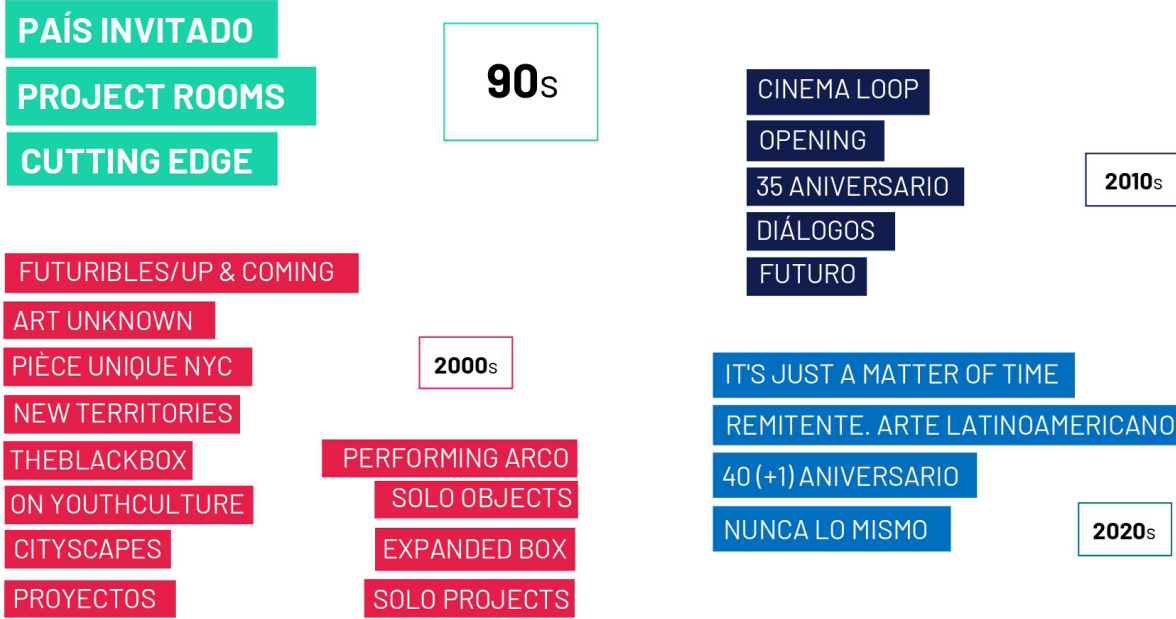 PAÍS INVITADO
PROJECT ROOMS
CUTTING EDGE
90s
FUTURIBLES/UP & COMING
ART UNKNOWN
PIÈCE UNIQUE NYC
NEW TERRITORIES
THEBLACKBOX
ON YOUTHCULTURE
CITYSCAPES
PROYECTOS
2000s
PERFORMING ARCO
SOLO OBJECTS
EXPANDED BOX
SOLO PROJECTS
CINEMA LOOP
OPENING
35 ANIVERSARIO
DIÁLOGOS
FUTURO
2010s
IT'S JUST A MATTER OF TIME
REMITENTE. ARTE LATINOAMERICANO
40 (+1) ANIVERSARIO
NUNCA LO MISMO
2020s